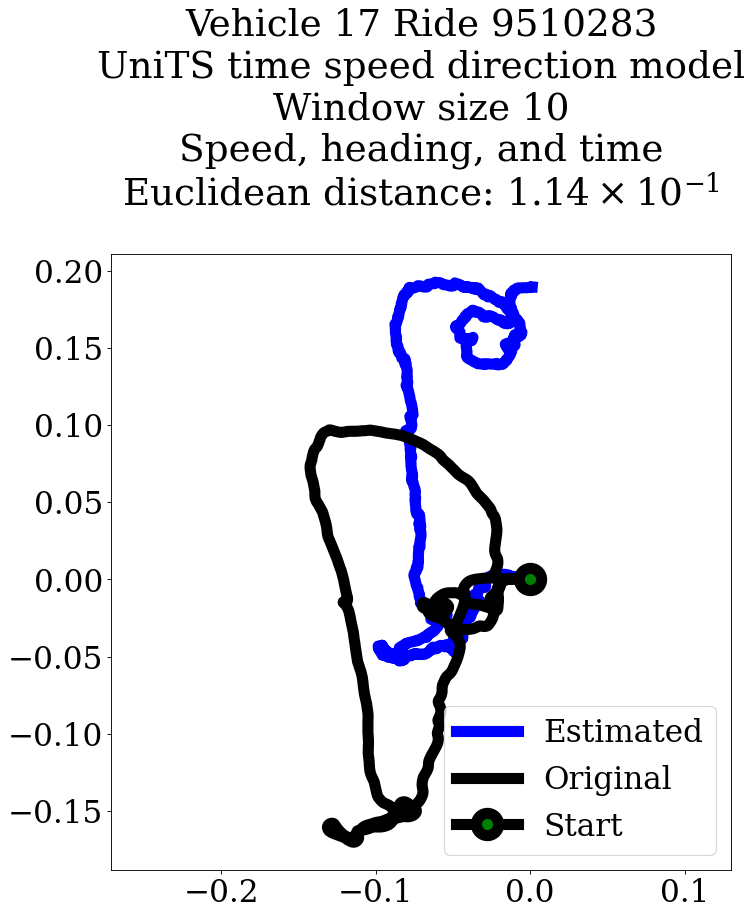 Vehicle 17 Ride 9510283
UniTS time speed direction model
Window size 10
Speed, heading, and time
Euclidean distance: 1.14 × 10⁻¹
0.20
0.15
0.10
0.05
0.00
−0.05
−0.10
−0.15
Estimated
Original
Start
−0.2
−0.1
0.0
0.1